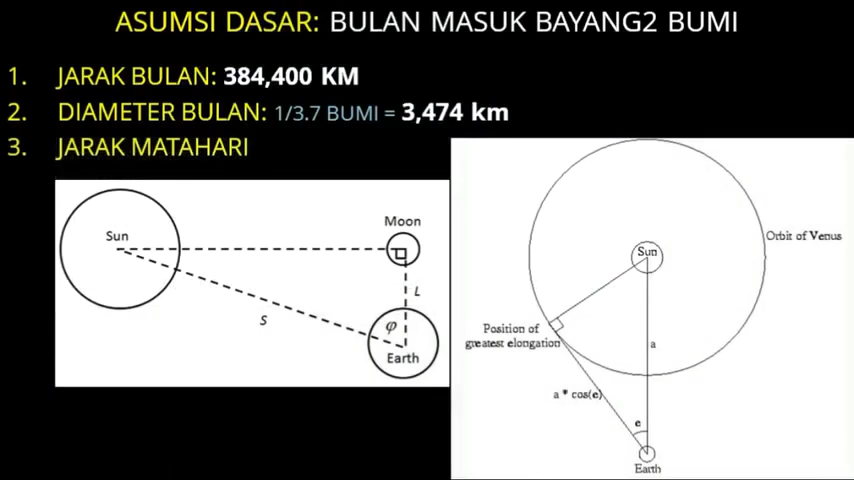 ASUMSI DASAR: BULAN MASUK BAYANG2 BUMI
1. JARAK BULAN: 384,400 KM
2. DIAMETER BULAN: 1/3.7 BUMI = 3,474 km
3. JARAK MATAHARI
Sun
Moon
L
S
φ
Earth
Sun
Orbit of Venus
Position of
greatest elongation
a
a * cos(e)
e
Earth